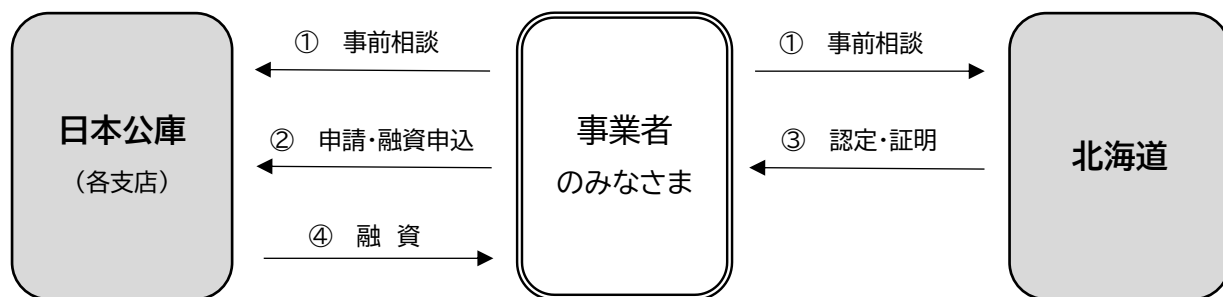 ① 事前相談
① 事前相談
日本公庫
(各支店)
② 申請・融資申込
事業者
のみなさま
③ 認定・証明
北海道
④ 融 資